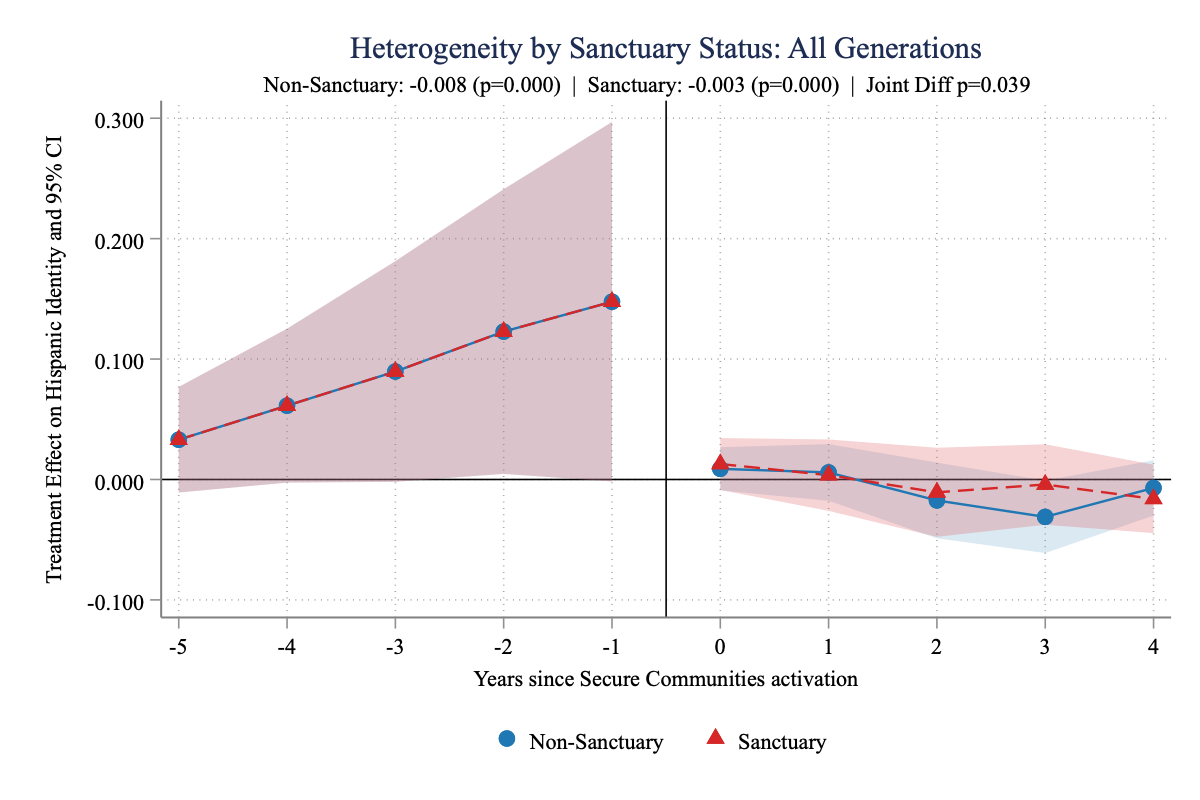 Heterogeneity by Sanctuary Status: All Generations
Non-Sanctuary: -0.008 (p=0.000) | Sanctuary: -0.003 (p=0.000) | Joint Diff p=0.039
Treatment Effect on Hispanic Identity and 95% CI
0.300
0.200
0.100
0.000
-0.100
-5 -4 -3 -2 -1 0 1 2 3 4
Years since Secure Communities activation
Non-Sanctuary Sanctuary